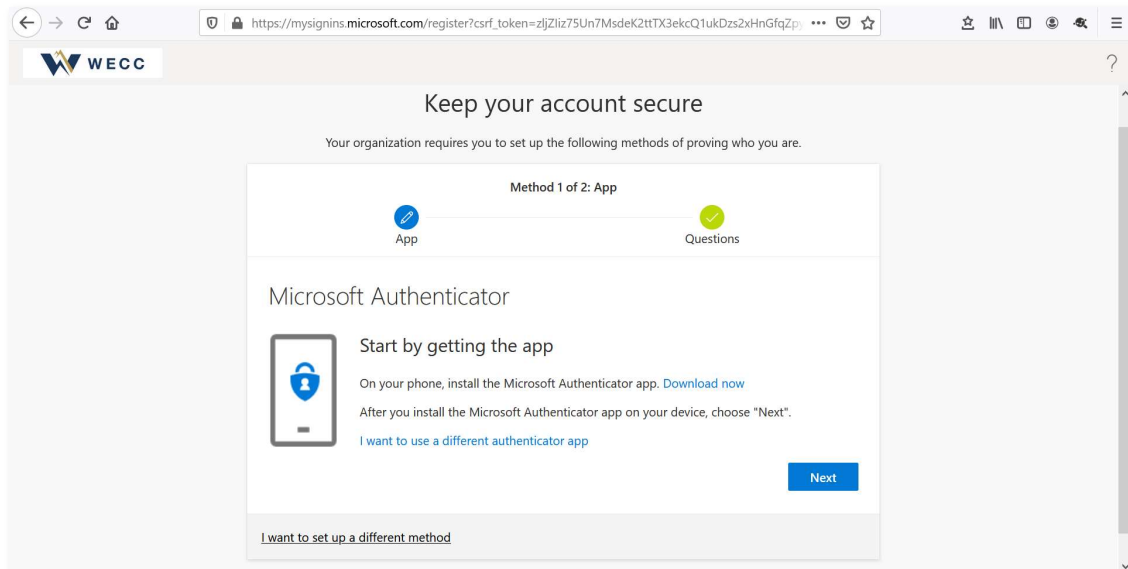 https://mysignins.microsoft.com/register?csrf_token=zljZliz75Un7MsdeK2ttTX3ekcQ1ukDzs2xHnGfqZpy
WECC
?
Keep your account secure
Your organization requires you to set up the following methods of proving who you are.
Method 1 of 2: App
App
Questions
Microsoft Authenticator
Start by getting the app
On your phone, install the Microsoft Authenticator app. Download now
After you install the Microsoft Authenticator app on your device, choose "Next".
I want to use a different authenticator app
Next
I want to set up a different method